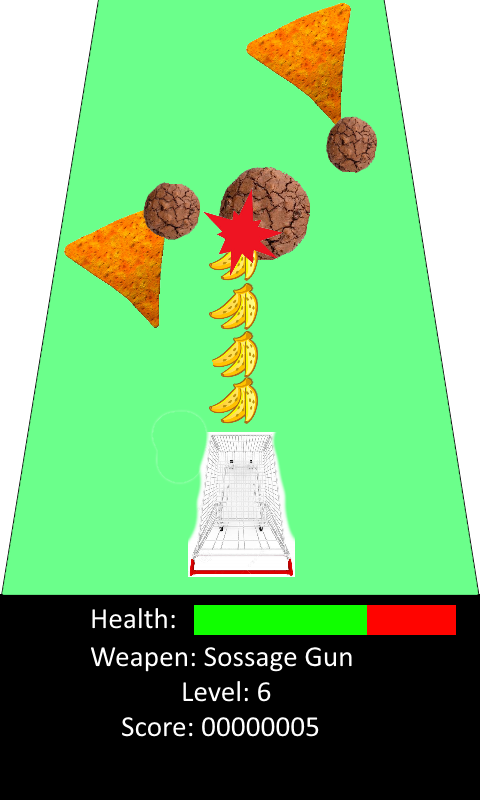 Health:
Weapen: Sossage Gun
Level: 6
Score: 00000005